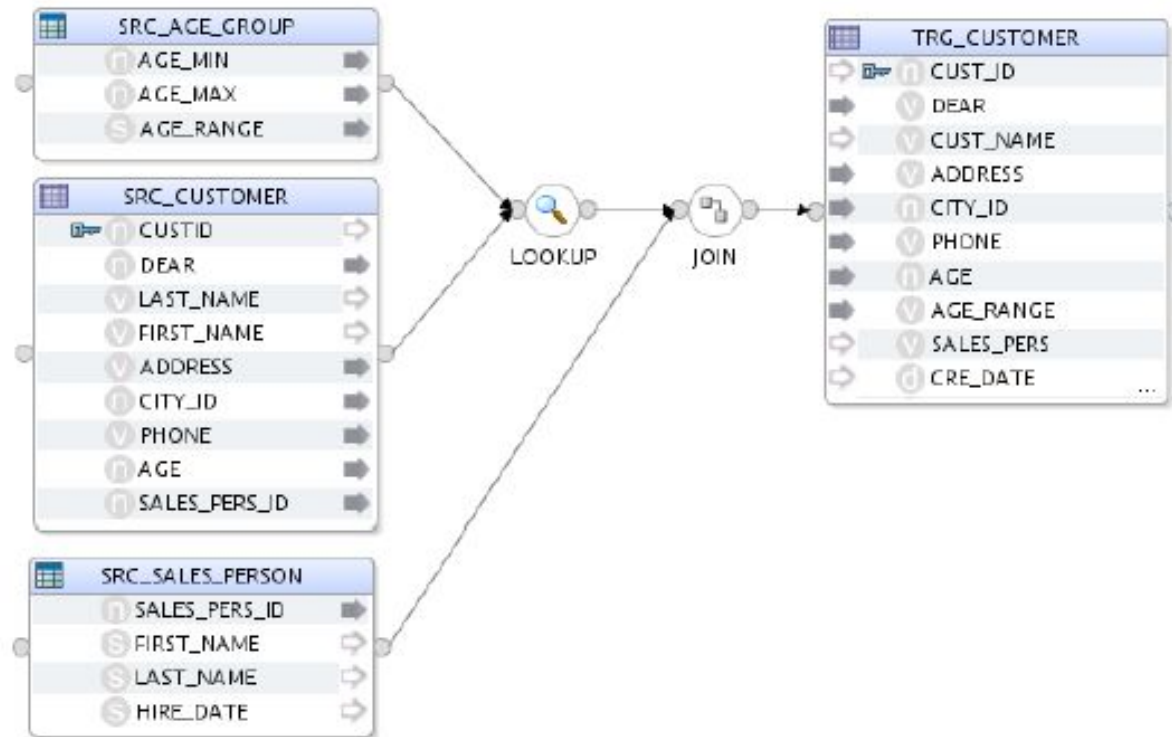 SRC_AGE_GROUP
n AGE_MIN
n AGE_MAX
s AGE_RANGE
SRC_CUSTOMER
n CUSTID
n DEAR
v LAST_NAME
v FIRST_NAME
v ADDRESS
n CITY_ID
v PHONE
n AGE
n SALES_PERS_ID
SRC_SALES_PERSON
n SALES_PERS_ID
s FIRST_NAME
s LAST_NAME
s HIRE_DATE
LOOKUP
JOIN
TRG_CUSTOMER
n CUST_ID
v DEAR
v CUST_NAME
v ADDRESS
n CITY_ID
v PHONE
n AGE
v AGE_RANGE
v SALES_PERS
d CRE_DATE
...